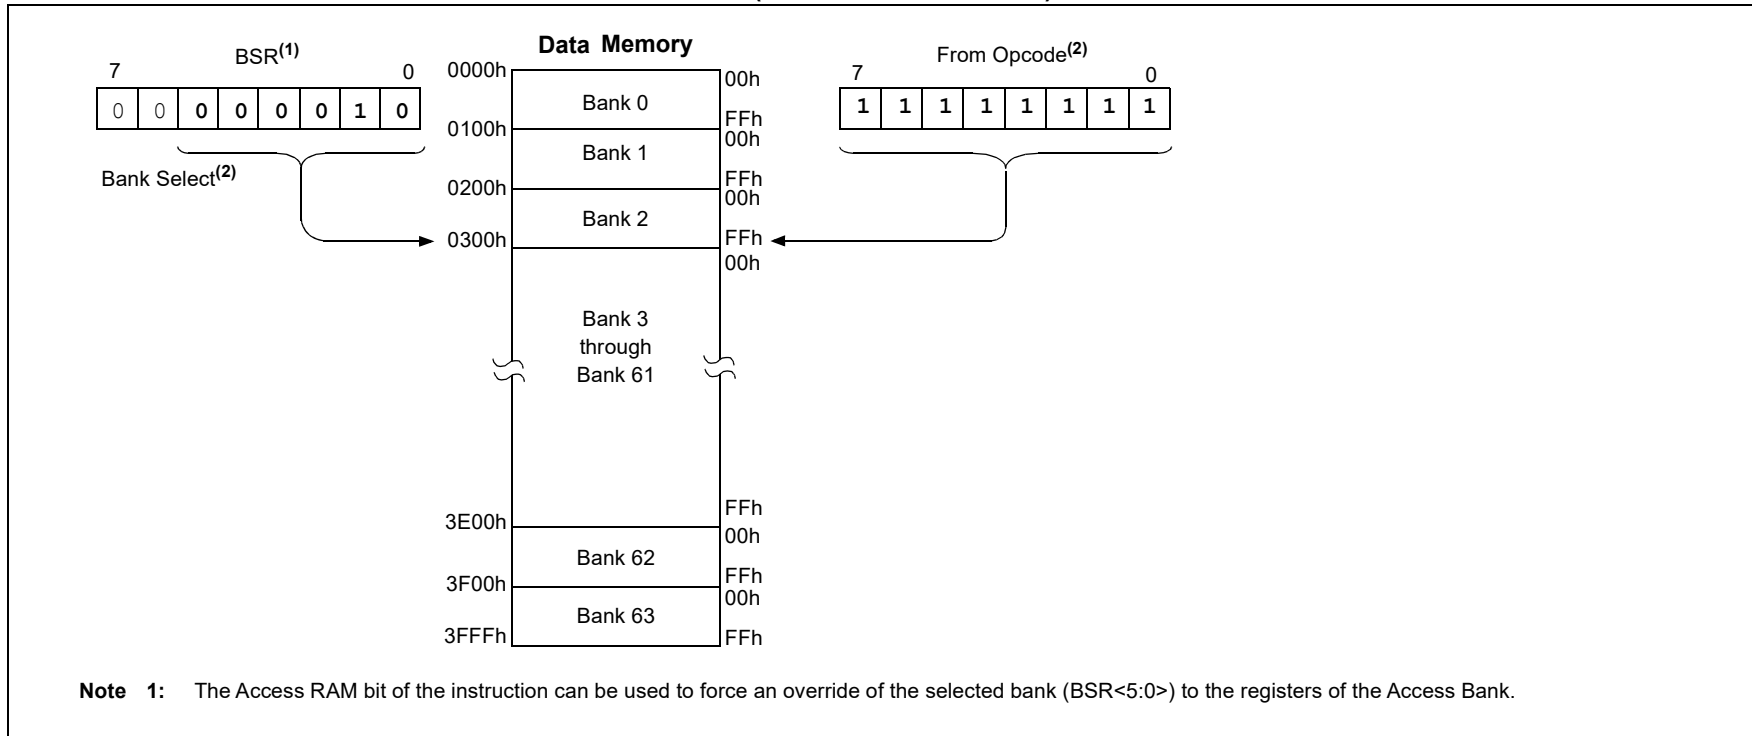 Data Memory
BSR(1)
7 0
0 0 0 0 0 0 1 0
Bank Select(2)
From Opcode(2)
7 0
1 1 1 1 1 1 1 1
0000h
Bank 0
00h
FFh
0100h
Bank 1
00h
FFh
0200h
Bank 2
00h
FFh
0300h
00h
Bank 3
through
Bank 61
FFh
3E00h
Bank 62
00h
FFh
3F00h
Bank 63
00h
3FFFh
FFh
Note 1: The Access RAM bit of the instruction can be used to force an override of the selected bank (BSR<5:0>) to the registers of the Access Bank.